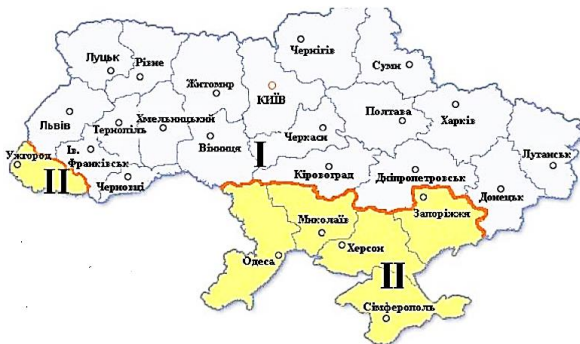 Чернігів
Луцьк
Рівне
Суми
Житомир
КИЇВ
Львів
Тернопіль
Хмельницький
Полтава
Харків
Черкаси
Вінниця
Ужгород
Ів.
Франківськ
I
Луганськ
Кіровоград
Дніпропетровськ
II
Черновці
Донецьк
Миколаїв
Запоріжжя
Одеса
Херсон
II
Сімферополь